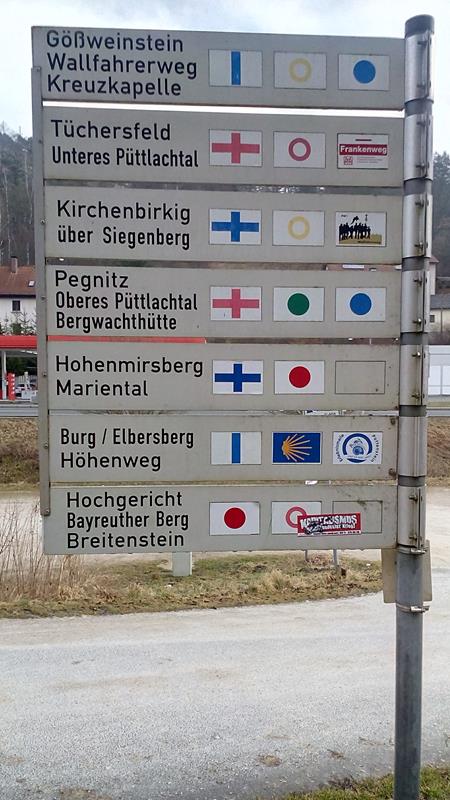 Gößweinstein
Wallfahrerweg
Kreuzkapelle
Tüchersfeld
Unteres Püttlachtal
Frankenweg
Kirchenbirkig
über Siegenberg
Pegnitz
Oberes Püttlachtal
Bergwachthütte
Hohenmirsberg
Mariental
Burg / Elbersberg
Höhenweg
Hochgericht
Bayreuther Berg
Breitenstein